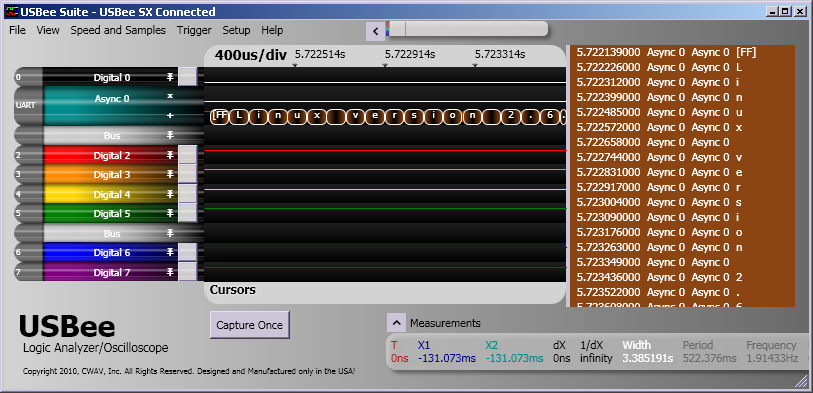 USBee Suite - USBee SX Connected
File View Speed and Samples Trigger Setup Help
400us/div 5.722514s 5.722914s 5.723314s
0 Digital 0
UART Async 0
[FF L i n u x v e r s i o n 2 . 6 .
Bus
2 Digital 2
3 Digital 3
4 Digital 4
5 Digital 5
Bus
6 Digital 6
7 Digital 7
Cursors
5.722139000 Async 0 Async 0 [FF]
5.722226000 Async 0 Async 0 L
5.722312000 Async 0 Async 0 i
5.722399000 Async 0 Async 0 n
5.722485000 Async 0 Async 0 u
5.722572000 Async 0 Async 0 x
5.722658000 Async 0 Async 0
5.722744000 Async 0 Async 0 v
5.722831000 Async 0 Async 0 e
5.722917000 Async 0 Async 0 r
5.723004000 Async 0 Async 0 s
5.723090000 Async 0 Async 0 i
5.723176000 Async 0 Async 0 o
5.723263000 Async 0 Async 0 n
5.723349000 Async 0 Async 0
5.723436000 Async 0 Async 0 2
5.723522000 Async 0 Async 0 .
5.723608000 Async 0 Async 0 6
USBee
Logic Analyzer/Oscilloscope
Capture Once
Measurements
T X1 X2 dX 1/dX Width Period Frequency
0ns -131.073ms -131.073ms 0ns infinity 3.385191s 522.376ms 1.91433Hz
Copyright 2010, CWAV, Inc. All Rights Reserved. Designed and Manufactured only in the USA!